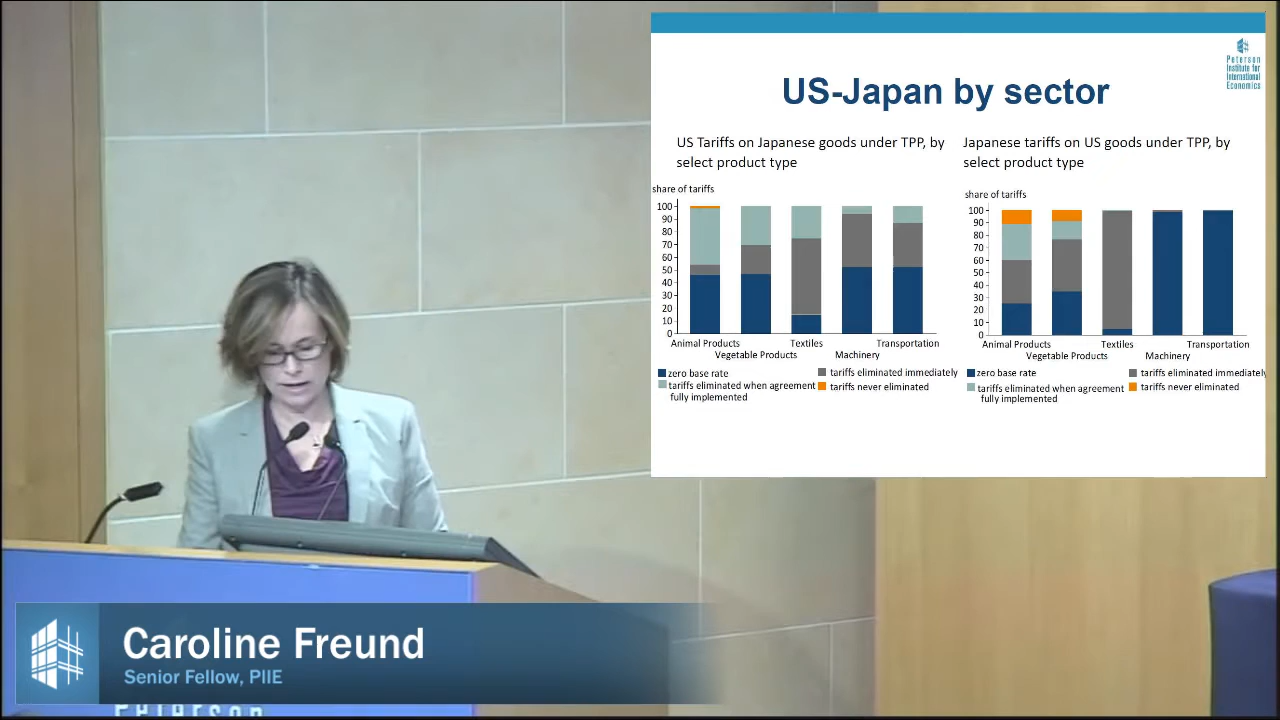 Peterson
Institute for
International
Economics
US-Japan by sector
US Tariffs on Japanese goods under TPP, by
select product type
share of tariffs
100
90
80
70
60
50
40
30
20
10
0
Animal Products
Vegetable Products
Textiles
Machinery
Transportation
zero base rate
tariffs eliminated immediately
tariffs eliminated when agreement
fully implemented
tariffs never eliminated
Japanese tariffs on US goods under TPP, by
select product type
share of tariffs
100
90
80
70
60
50
40
30
20
10
0
Animal Products
Vegetable Products
Textiles
Machinery
Transportation
zero base rate
tariffs eliminated immediately
tariffs eliminated when agreement
fully implemented
tariffs never eliminated
Caroline Freund
Senior Fellow, PIIE
Peterson